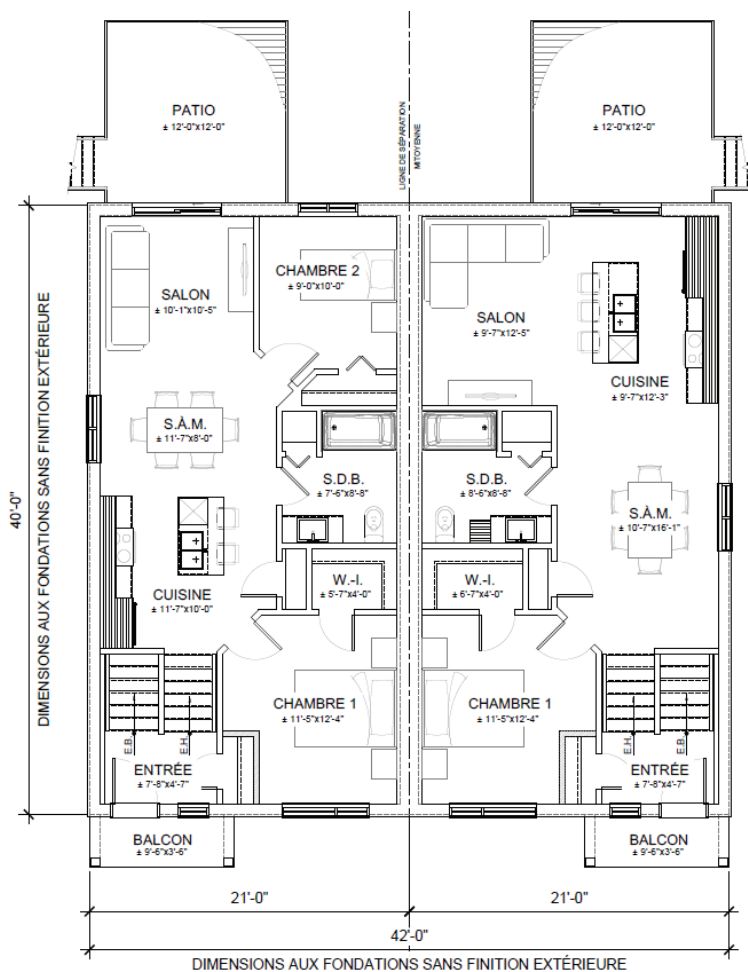 PATIO
± 12'-0"x12'-0"
PATIO
± 12'-0"x12'-0"
LIGNE DE SÉPARATION
MITOYENNE
SALON
± 10'-1"x10'-5"
CHAMBRE 2
± 9'-0"x10'-0"
SALON
± 9'-7"x12'-5"
CUISINE
± 9'-7"x12'-3"
S.À.M.
± 11'-7"x8'-0"
S.D.B.
± 7'-6"x8'-8"
S.D.B.
± 8'-6"x8'-8"
S.À.M.
± 10'-7"x16'-1"
CUISINE
± 11'-7"x10'-0"
W.-I.
± 5'-7"x4'-0"
W.-I.
± 6'-7"x4'-0"
CHAMBRE 1
± 11'-5"x12'-4"
CHAMBRE 1
± 11'-5"x12'-4"
E.B.
E.H.
E.H.
E.B.
ENTRÉE
± 7'-8"x4'-7"
ENTRÉE
± 7'-8"x4'-7"
BALCON
± 9'-6"x3'-6"
BALCON
± 9'-6"x3'-6"
40'-0"
DIMENSIONS AUX FONDATIONS SANS FINITION EXTÉRIEURE
21'-0"
21'-0"
42'-0"
DIMENSIONS AUX FONDATIONS SANS FINITION EXTÉRIEURE